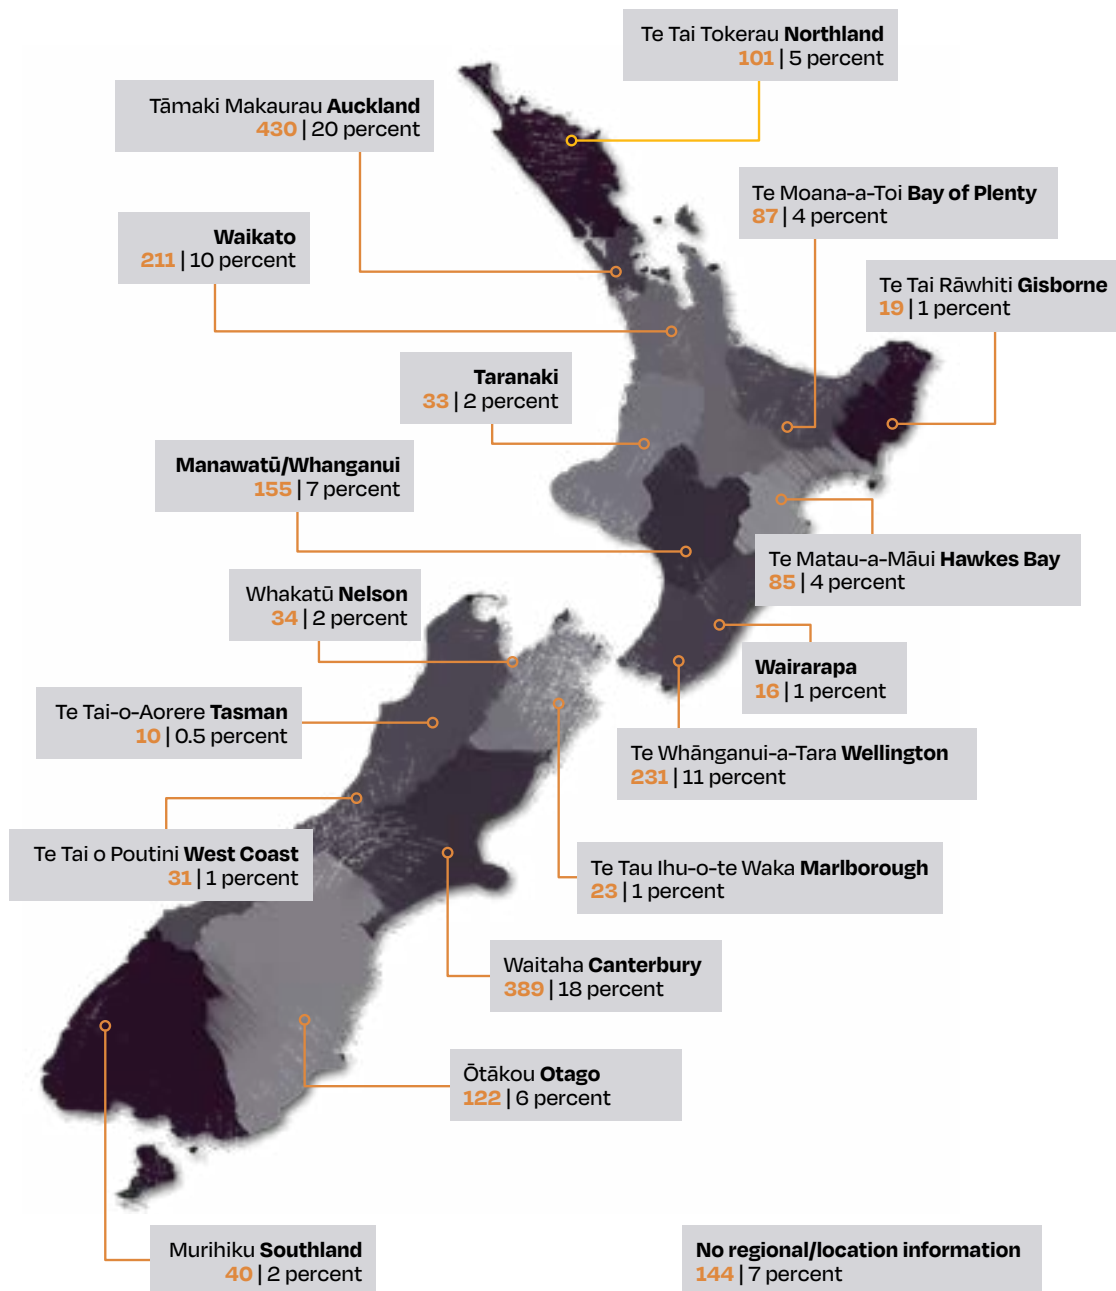 Te Tai Tokerau Northland
101 | 5 percent
Tāmaki Makaurau Auckland
430 | 20 percent
Te Moana-a-Toi Bay of Plenty
87 | 4 percent
Waikato
211 | 10 percent
Te Tai Rāwhiti Gisborne
19 | 1 percent
Taranaki
33 | 2 percent
Manawatū/Whanganui
155 | 7 percent
Te Matau-a-Māui Hawkes Bay
85 | 4 percent
Whakatū Nelson
34 | 2 percent
Wairarapa
16 | 1 percent
Te Tai-o-Aorere Tasman
10 | 0.5 percent
Te Whānganui-a-Tara Wellington
231 | 11 percent
Te Tai o Poutini West Coast
31 | 1 percent
Te Tau Ihu-o-te Waka Marlborough
23 | 1 percent
Waitaha Canterbury
389 | 18 percent
Ōtākou Otago
122 | 6 percent
Murihiku Southland
40 | 2 percent
No regional/location information
144 | 7 percent